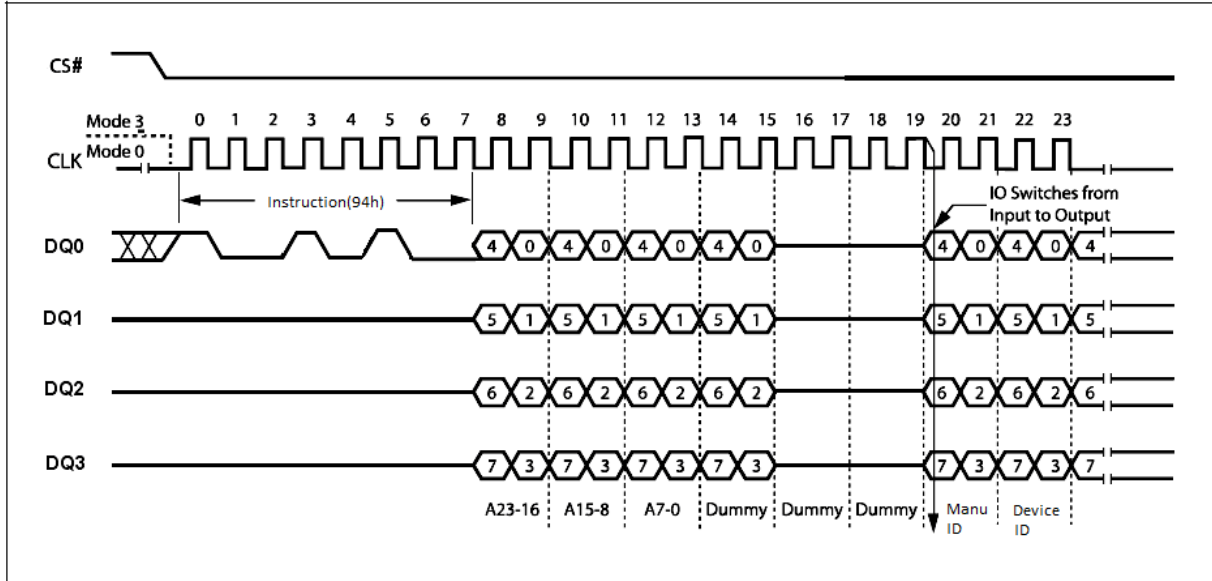 CS#
Mode 3
0 1 2 3 4 5 6 7 8 9 10 11 12 13 14 15 16 17 18 19 20 21 22 23
Mode 0
CLK
Instruction(94h)
IO Switches from
Input to Output
DQ0 4 0 4 0 4 0 4 0 4 0 4 0 4
DQ1 5 1 5 1 5 1 5 1 5 1 5 1 5
DQ2 6 2 6 2 6 2 6 2 6 2 6 2 6
DQ3 7 3 7 3 7 3 7 3 7 3 7 3 7
A23-16 A15-8 A7-0 Dummy Dummy Dummy Manu Device
ID ID